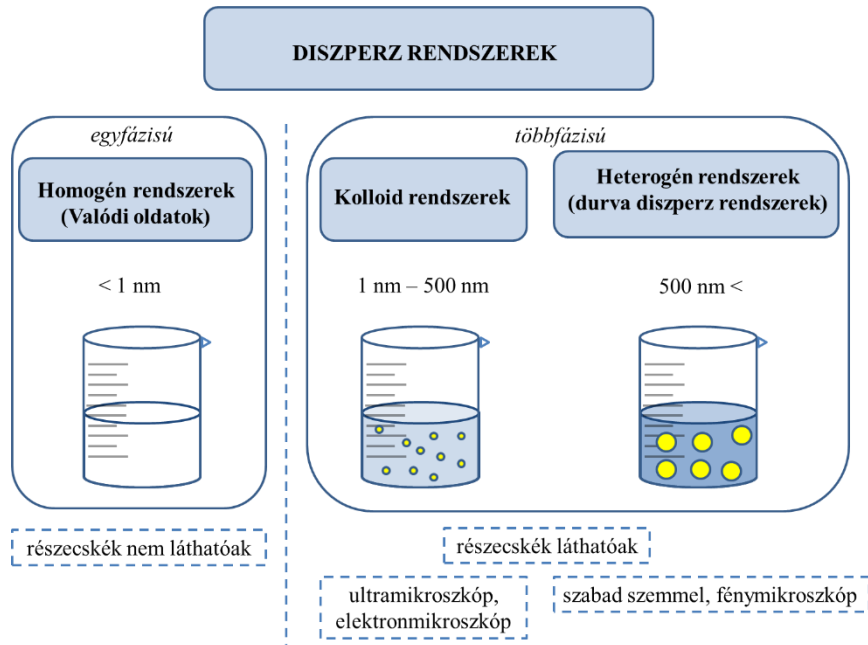 DISZPERZ RENDSZEREK
egyfázisú
Homogén rendszerek
(Valódi oldatok)
< 1 nm
részecskék nem láthatóak
többfázisú
Kolloid rendszerek
1 nm – 500 nm
Heterogén rendszerek
(durva diszperz rendszerek)
500 nm <
részecskék láthatóak
ultramikroszkóp,
elektronmikroszkóp
szabad szemmel, fénymikroszkóp